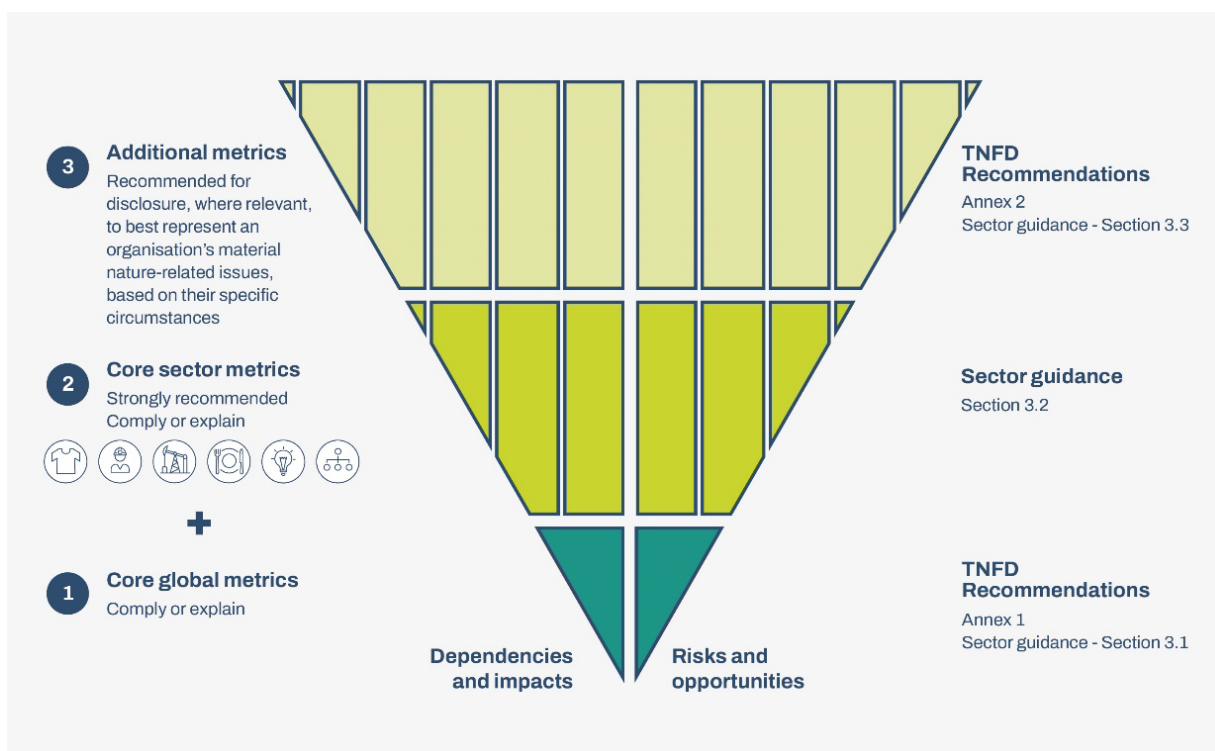 3
Additional metrics
Recommended for
disclosure, where relevant,
to best represent an
organisation's material
nature-related issues,
based on their specific
circumstances
TNFD
Recommendations
Annex 2
Sector guidance - Section 3.3
2
Core sector metrics
Strongly recommended
Comply or explain
Sector guidance
Section 3.2
+
1
Core global metrics
Comply or explain
TNFD
Recommendations
Annex 1
Sector guidance - Section 3.1
Dependencies
and impacts
Risks and
opportunities